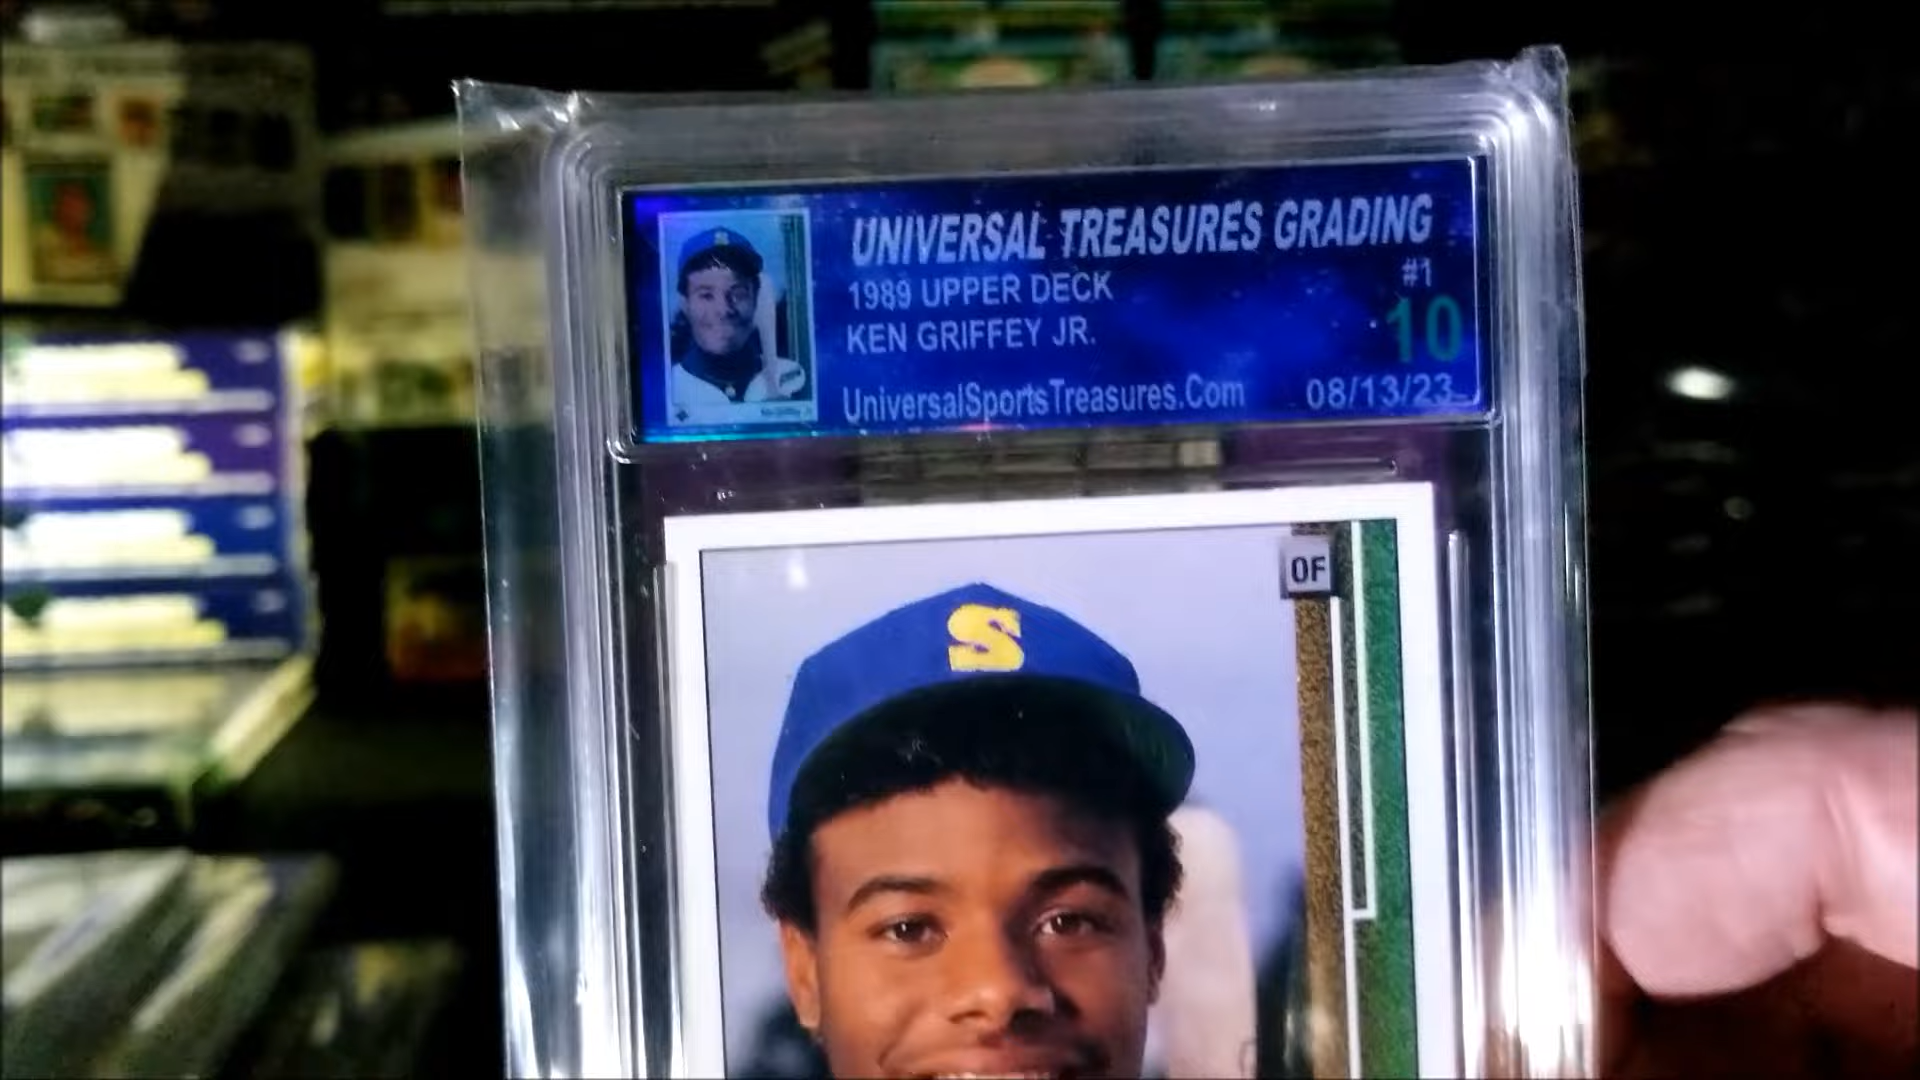 UNIVERSAL TREASURES GRADING
1989 UPPER DECK #1
KEN GRIFFEY JR. 10
UniversalSportsTreasures.Com 08/13/23
OF
S